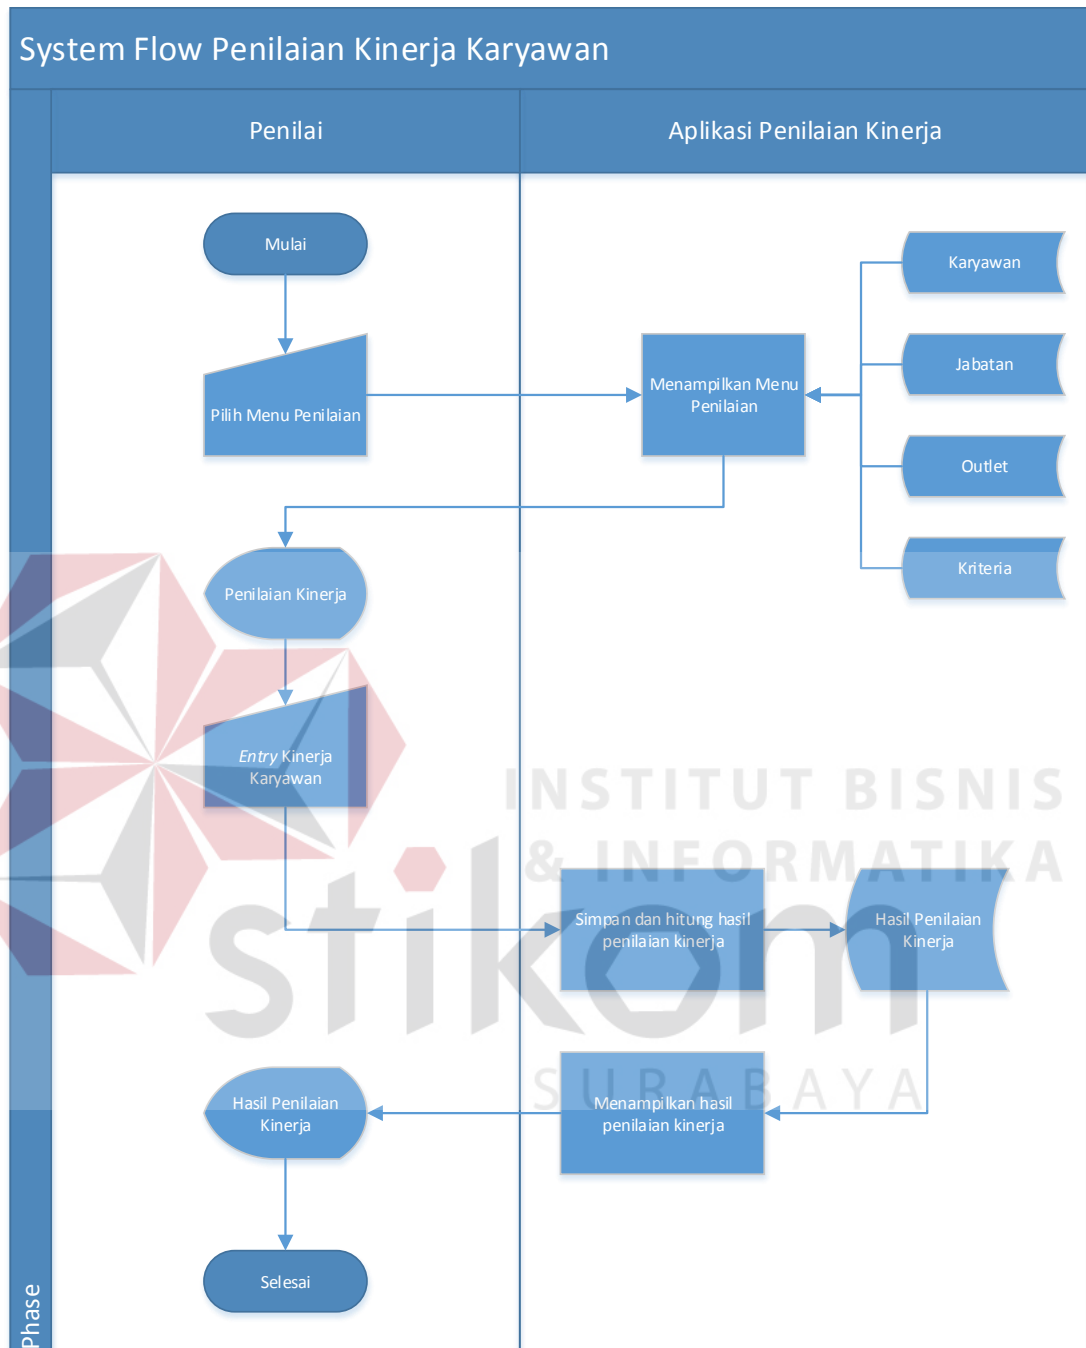 System Flow Penilaian Kinerja Karyawan
Penilai
Aplikasi Penilaian Kinerja
Mulai
Karyawan
Pilih Menu Penilaian
Menampilkan Menu
Penilaian
Jabatan
Outlet
Kriteria
Penilaian Kinerja
Entry Kinerja
Karyawan
INSTITUT BISNIS
& INFORMATIKA
stikom
SURABAYA
Simpan dan hitung hasil
penilaian kinerja
Hasil Penilaian
Kinerja
Menampilkan hasil
penilaian kinerja
Hasil Penilaian
Kinerja
Selesai
Phase